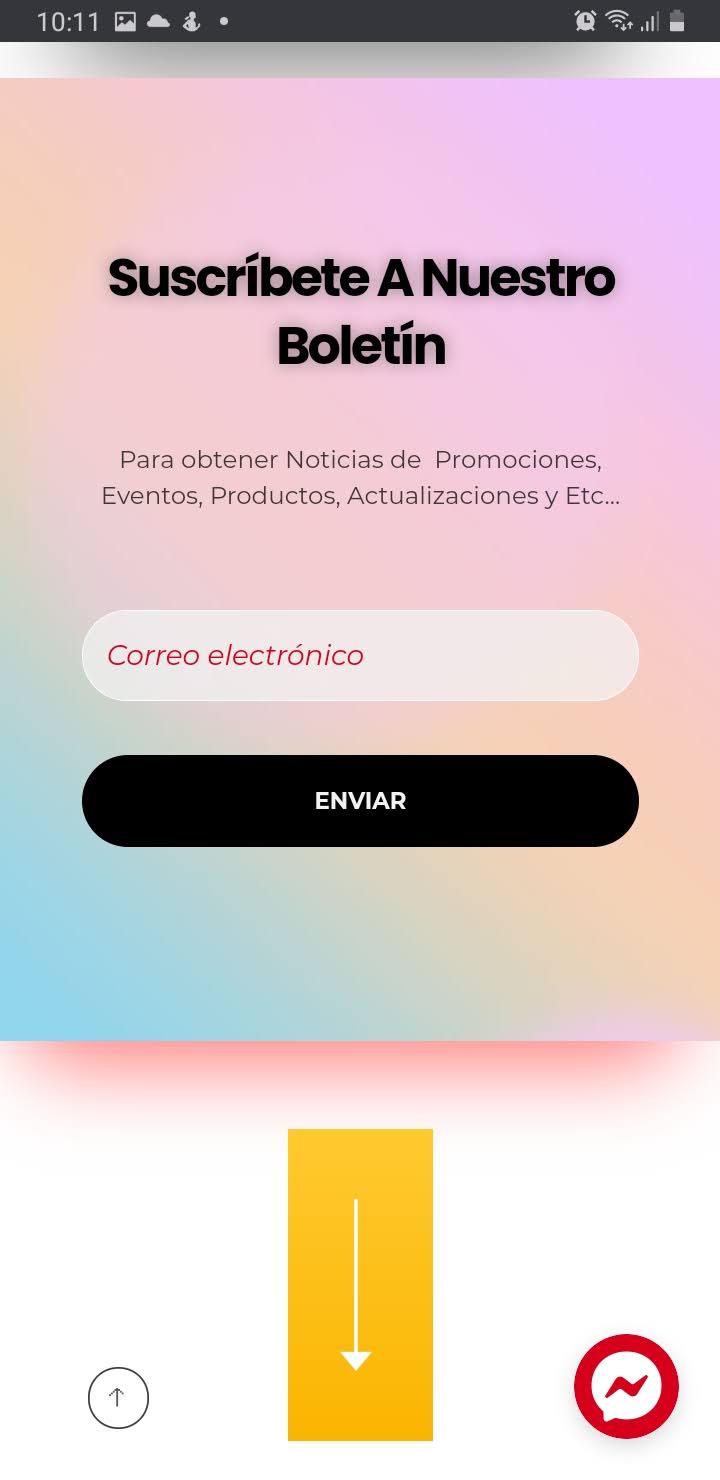 10:11
Suscríbete A Nuestro
Boletín
Para obtener Noticias de  Promociones,
Eventos, Productos, Actualizaciones y Etc...
Correo electrónico
ENVIAR